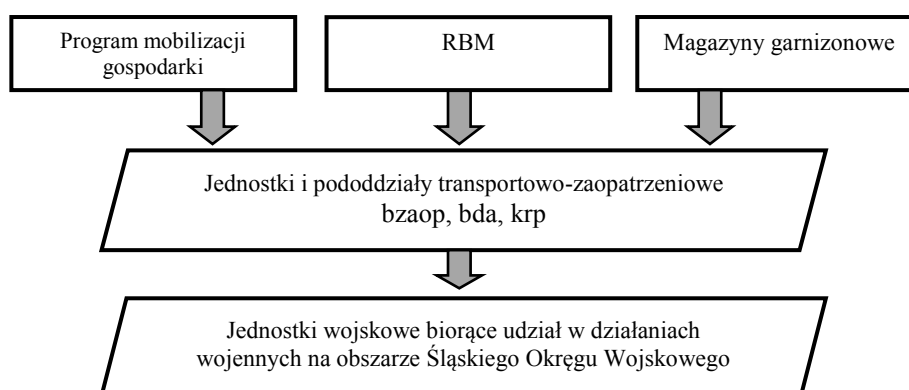 Program mobilizacji
gospodarki
RBM
Magazyny garnizonowe
Jednostki i pododdziały transportowo-zaopatrzeniowe
bzaop, bda, krp
Jednostki wojskowe biorące udział w działaniach
wojennych na obszarze Śląskiego Okręgu Wojskowego